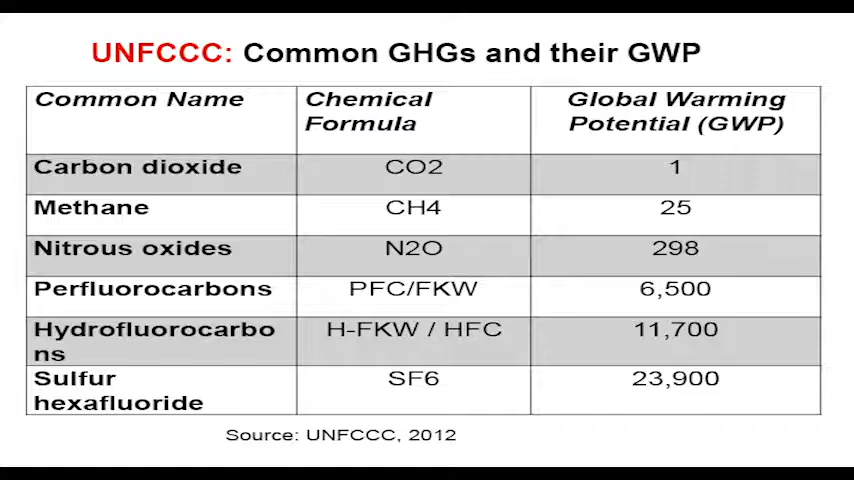 UNFCCC: Common GHGs and their GWP
Common Name
Chemical
Formula
Global Warming
Potential (GWP)
Carbon dioxide
CO2
1
Methane
CH4
25
Nitrous oxides
N2O
298
Perfluorocarbons
PFC/FKW
6,500
Hydrofluorocarbo
ns
H-FKW / HFC
11,700
Sulfur
hexafluoride
SF6
23,900
Source: UNFCCC, 2012